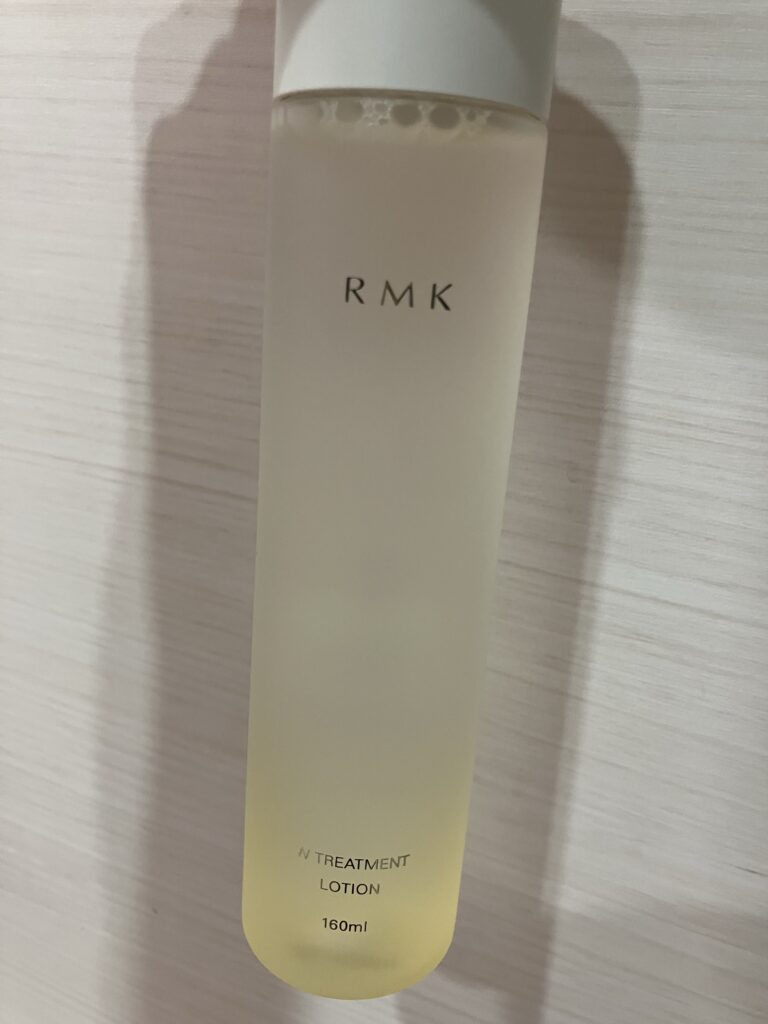 RMK
W TREATMENT
LOTION
160ml